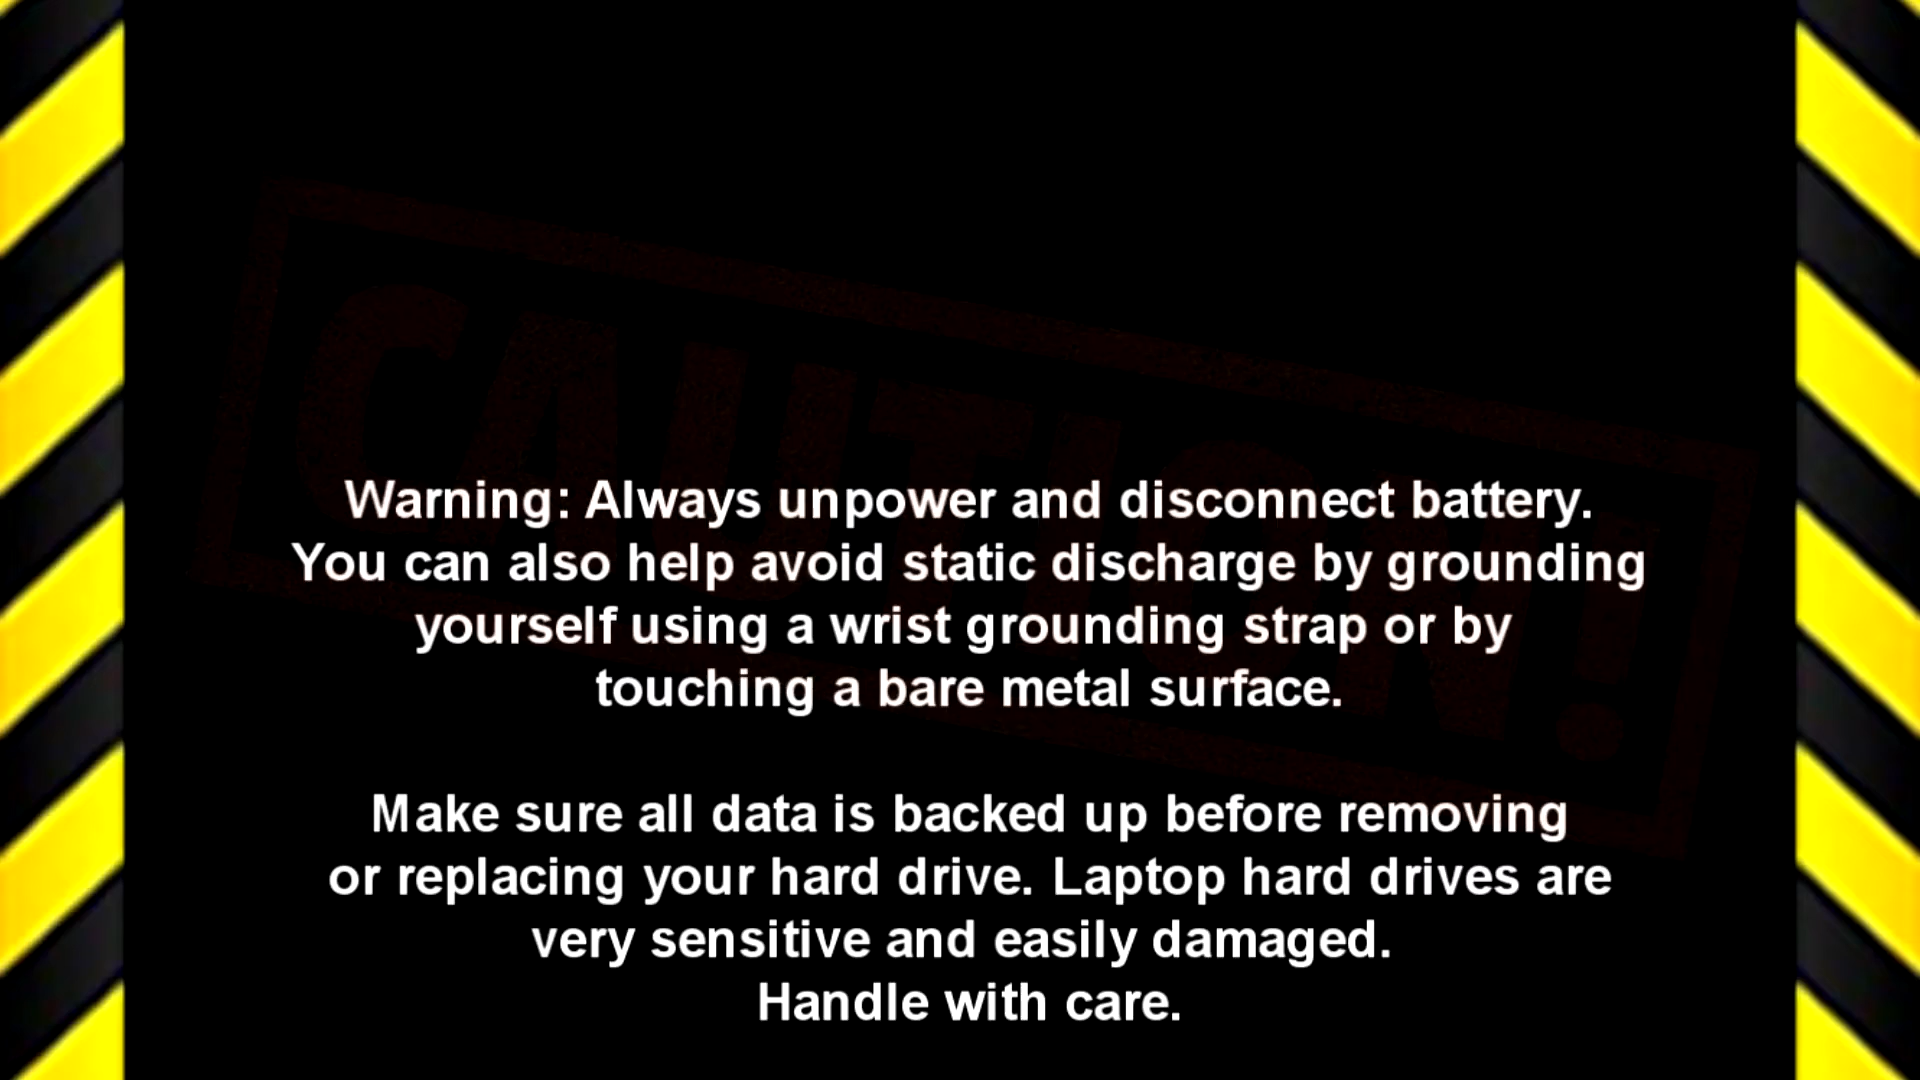 CAUTION!
Warning: Always unpower and disconnect battery.
You can also help avoid static discharge by grounding
yourself using a wrist grounding strap or by
touching a bare metal surface.
Make sure all data is backed up before removing
or replacing your hard drive. Laptop hard drives are
very sensitive and easily damaged.
Handle with care.